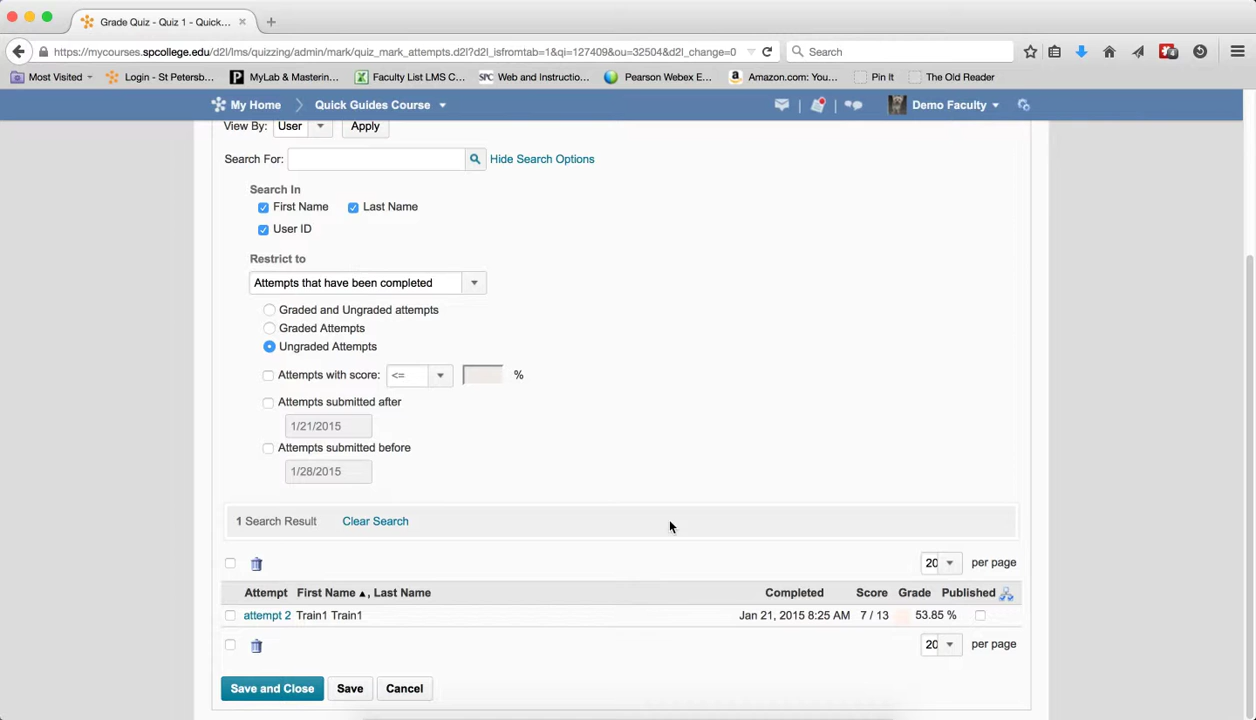 Grade Quiz - Quiz 1 - Quick...
https://mycourses.spcollege.edu/d2l/lms/quizzing/admin/mark/quiz_mark_attempts.d2l?d2l_isfromtab=1&qi=127409&ou=32504&d2l_change=0 Search
Most Visited Login - St Petersb... MyLab & Mastering... Faculty List LMS C... SPC Web and Instructio... Pearson Webex E... Amazon.com: You... Pin It The Old Reader
My Home Quick Guides Course Demo Faculty
View By: User Apply
Search For: Hide Search Options
Search In
First Name Last Name
User ID
Restrict to
Attempts that have been completed
Graded and Ungraded attempts
Graded Attempts
Ungraded Attempts
Attempts with score: <= %
Attempts submitted after
1/21/2015
Attempts submitted before
1/28/2015
1 Search Result Clear Search
20 per page
Attempt First Name ▲, Last Name Completed Score Grade Published
attempt 2 Train1 Train1 Jan 21, 2015 8:25 AM 7 / 13 53.85 %
20 per page
Save and Close Save Cancel